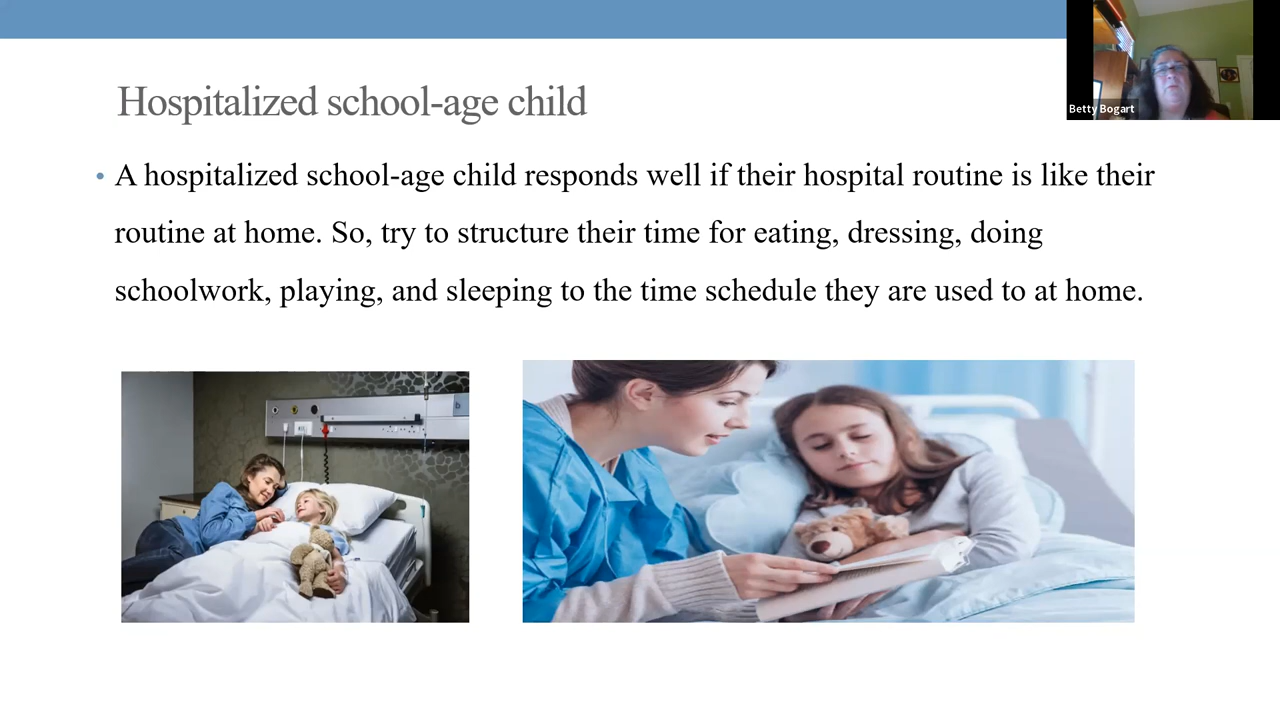 Betty Bogart
Hospitalized school-age child
• A hospitalized school-age child responds well if their hospital routine is like their
routine at home. So, try to structure their time for eating, dressing, doing
schoolwork, playing, and sleeping to the time schedule they are used to at home.